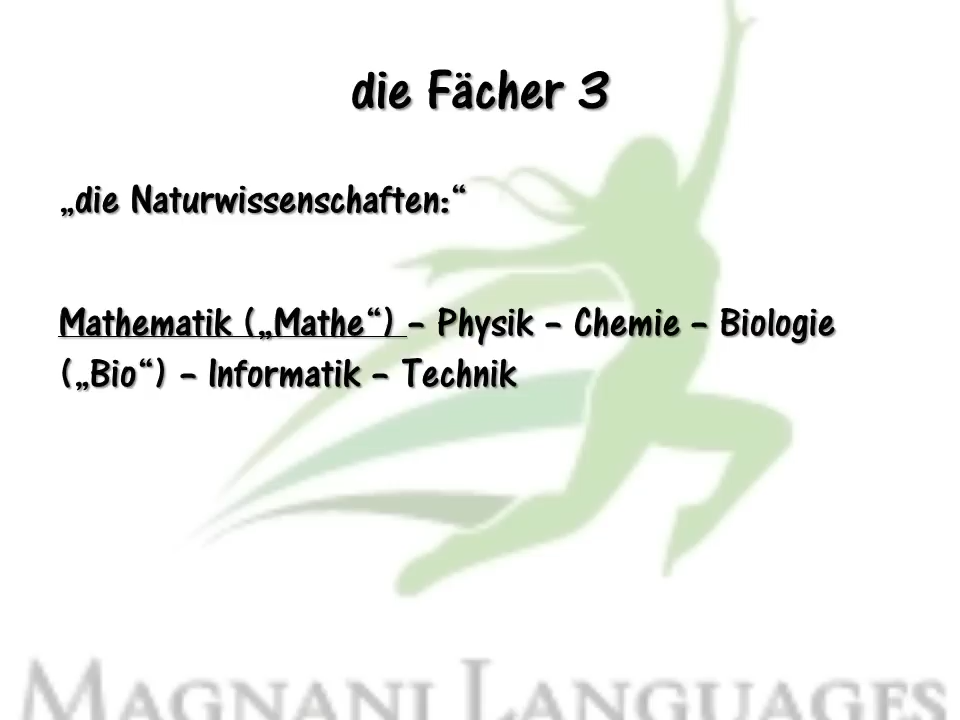 die Fächer 3
„die Naturwissenschaften:“
Mathematik („Mathe“) – Physik – Chemie – Biologie
(„Bio“) – Informatik – Technik
MAGNANI LANGUAGES